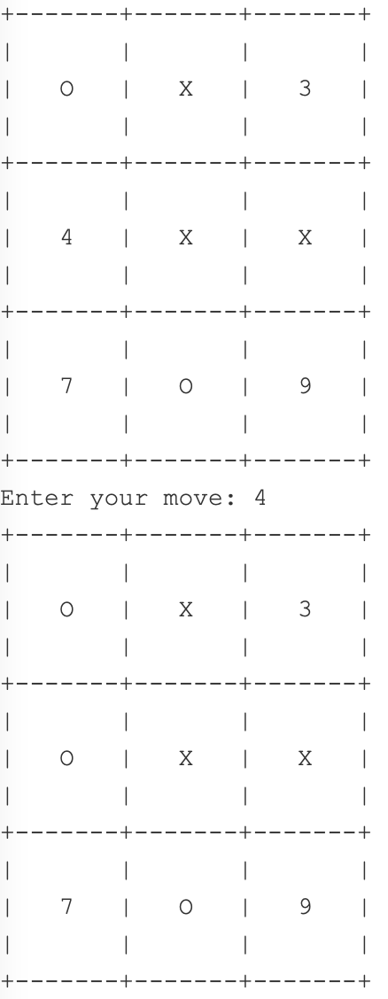 +-------+-------+-------+
|       |       |       |
|   O   |   X   |   3   |
|       |       |       |
+-------+-------+-------+
|       |       |       |
|   4   |   X   |   X   |
|       |       |       |
+-------+-------+-------+
|       |       |       |
|   7   |   O   |   9   |
|       |       |       |
+-------+-------+-------+
Enter your move: 4
+-------+-------+-------+
|       |       |       |
|   O   |   X   |   3   |
|       |       |       |
+-------+-------+-------+
|       |       |       |
|   O   |   X   |   X   |
|       |       |       |
+-------+-------+-------+
|       |       |       |
|   7   |   O   |   9   |
|       |       |       |
+-------+-------+-------+